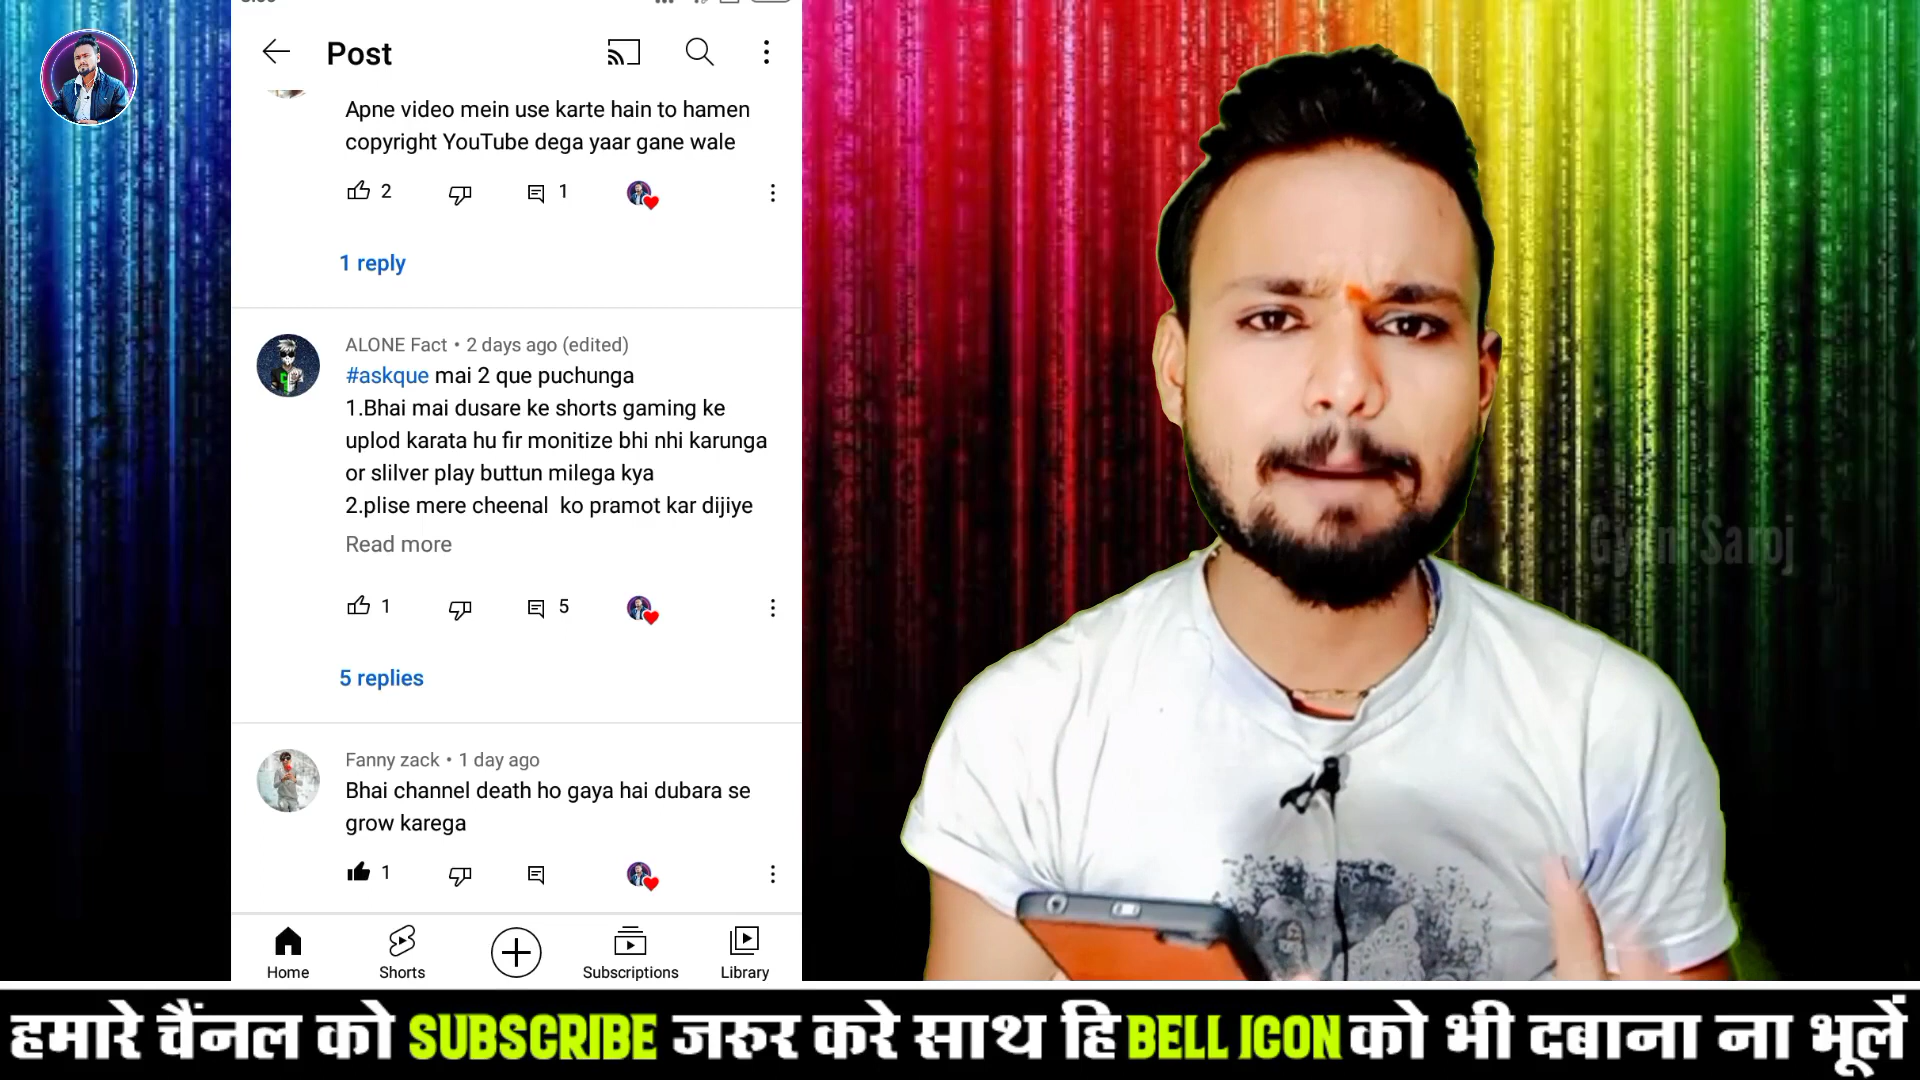 Post
Apne video mein use karte hain to hamen
copyright YouTube dega yaar gane wale
2
1
1 reply
ALONE Fact • 2 days ago (edited)
#askque mai 2 que puchunga
1.Bhai mai dusare ke shorts gaming ke
uplod karata hu fir monitize bhi nhi karunga
or slilver play buttun milega kya
2.plise mere cheenal ko pramot kar dijiye
Read more
1
5
5 replies
Fanny zack • 1 day ago
Bhai channel death ho gaya hai dubara se
grow karega
1
Home
Shorts
Subscriptions
Library
Gyan Saroj
हमारे चैंनल को SUBSCRIBE जरुर करे साथ हि BELL ICON को भी दबाना ना भूलें